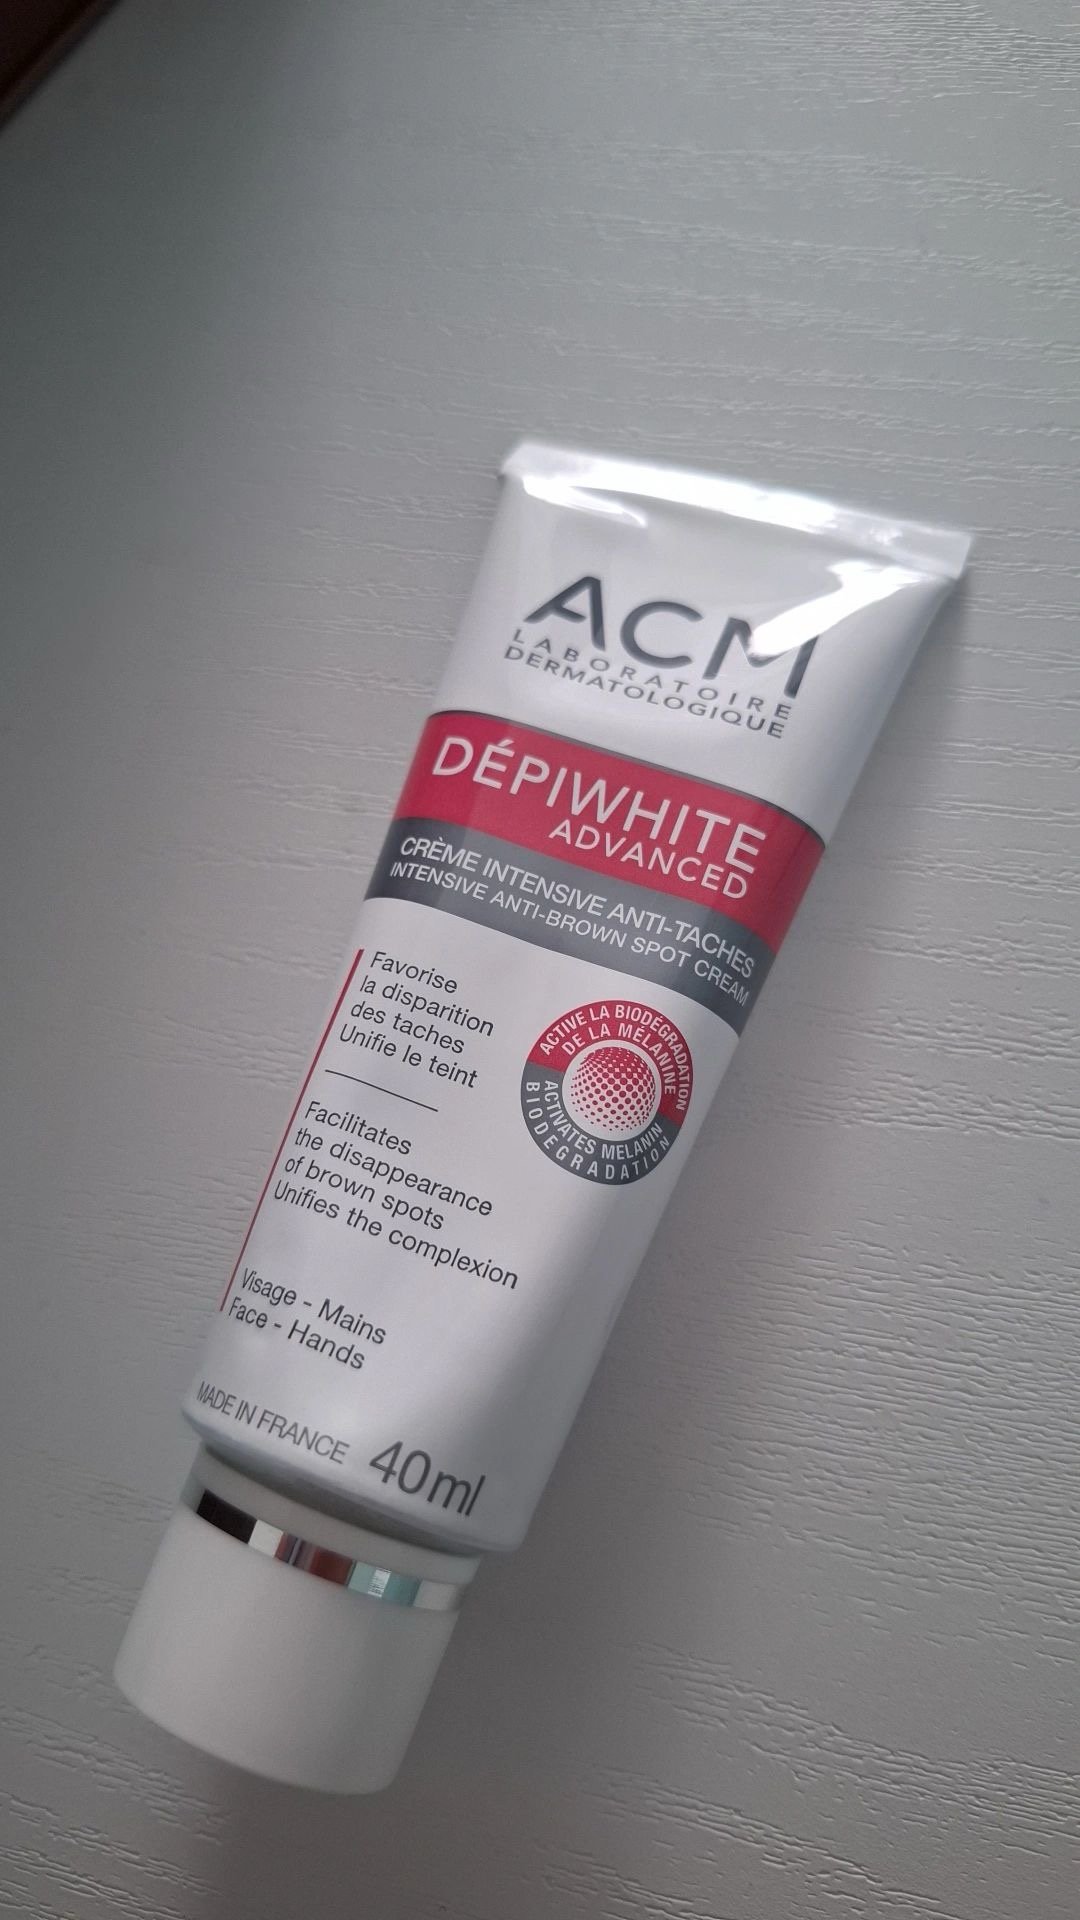 ACM
LABORATOIRE
DERMATOLOGIQUE
DÉPIWHITE
ADVANCED
CRÈME INTENSIVE ANTI-TACHES
INTENSIVE ANTI-BROWN SPOT CREAM
Favorise
la disparition
des taches
Unifie le teint
ACTIVE LA BIODÉGRADATION
DE LA MÉLANINE
ACTIVATES MELANIN
BIODEGRADATION
Facilitates
the disappearance
of brown spots
Unifies the complexion
Visage - Mains
Face - Hands
MADE IN FRANCE 40ml